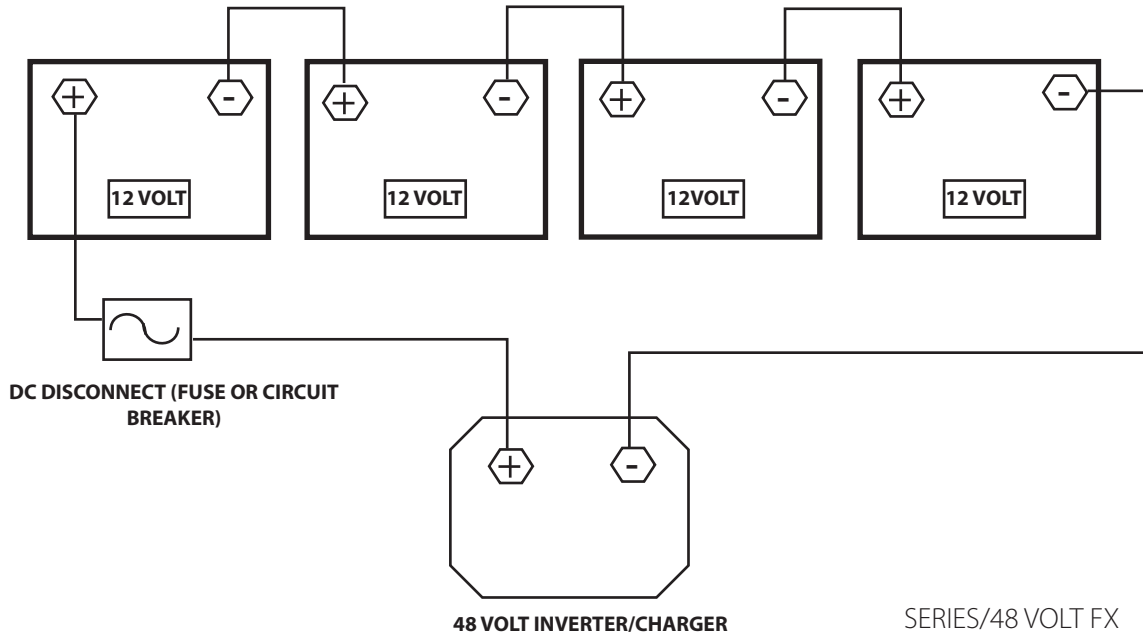 + - + - + - + -
12 VOLT 12 VOLT 12VOLT 12 VOLT
DC DISCONNECT (FUSE OR CIRCUIT
BREAKER)
+ -
48 VOLT INVERTER/CHARGER
SERIES/48 VOLT FX